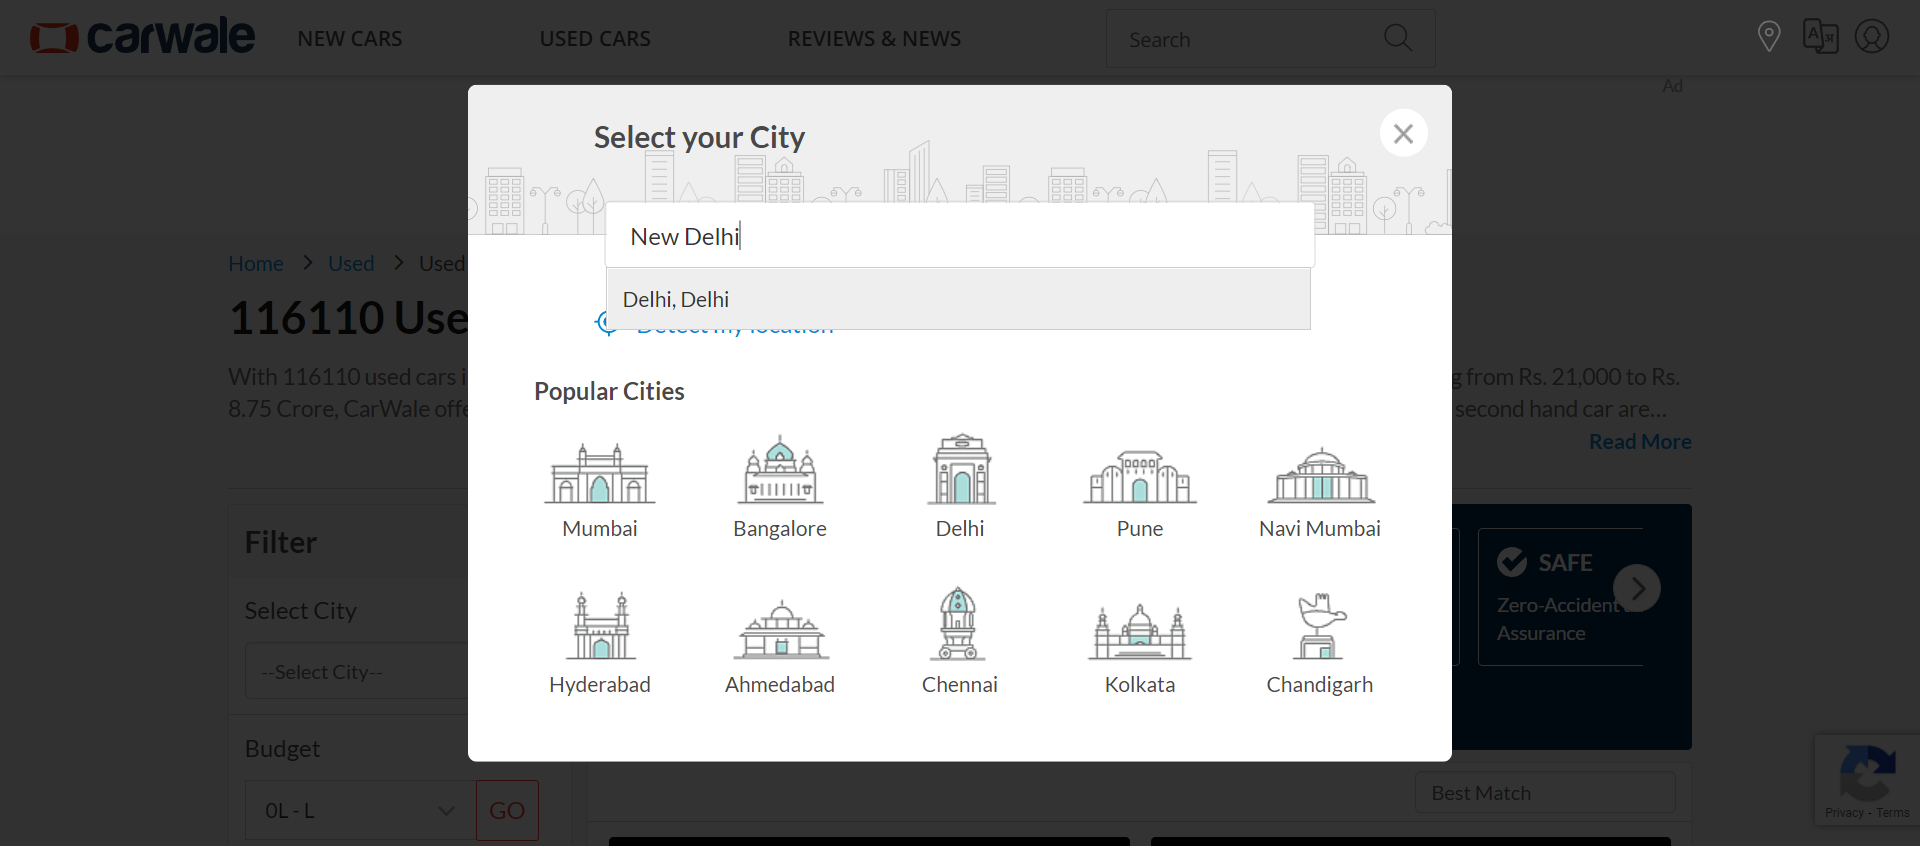 carwale NEW CARS USED CARS REVIEWS & NEWS Search
Ad
Select your City
New Delhi
Home > Used > Used
Delhi, Delhi
116110 Use
Detect my location
With 116110 used cars i
g from Rs. 21,000 to Rs.
Popular Cities
8.75 Crore, CarWale offe
second hand car are...
Read More
Mumbai Bangalore Delhi Pune Navi Mumbai
Filter
SAFE
Zero-Accident
Assurance
Select City
--Select City--
Hyderabad Ahmedabad Chennai Kolkata Chandigarh
Budget
0L - L GO
Best Match
Privacy - Terms